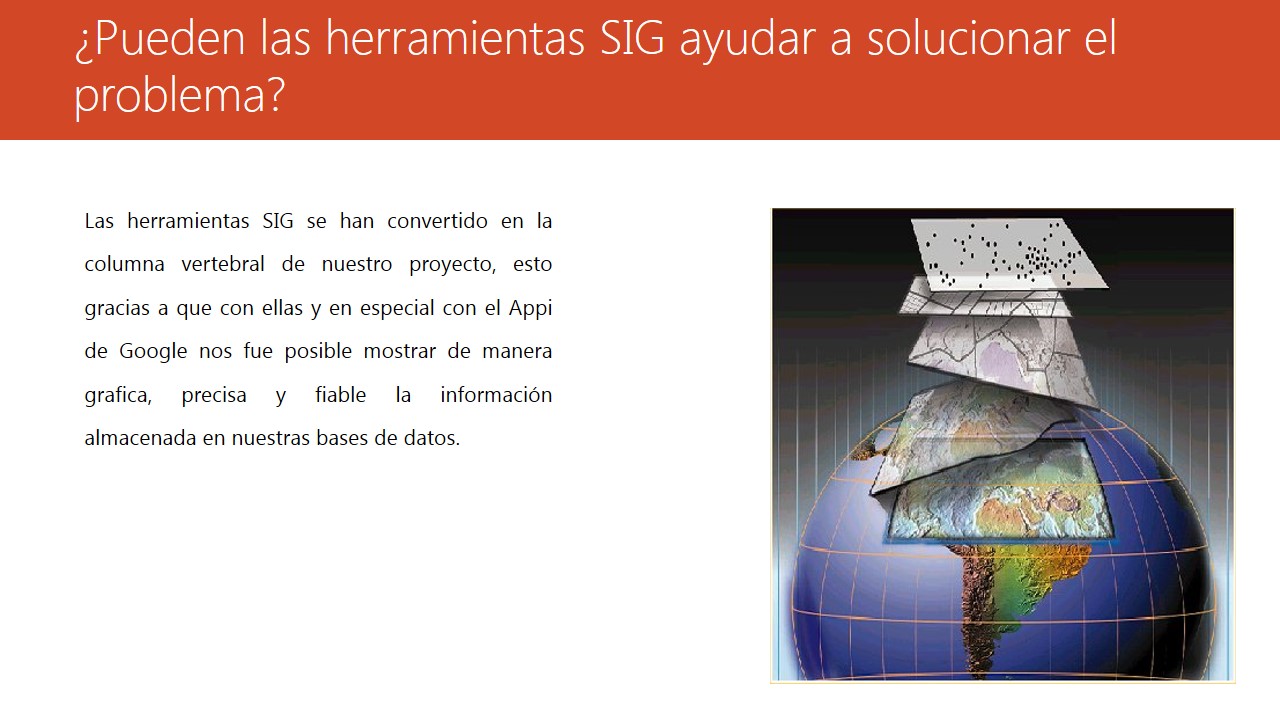 ¿Pueden las herramientas SIG ayudar a solucionar el
problema?
Las herramientas SIG se han convertido en la
columna vertebral de nuestro proyecto, esto
gracias a que con ellas y en especial con el Appi
de Google nos fue posible mostrar de manera
grafica, precisa y fiable la información
almacenada en nuestras bases de datos.